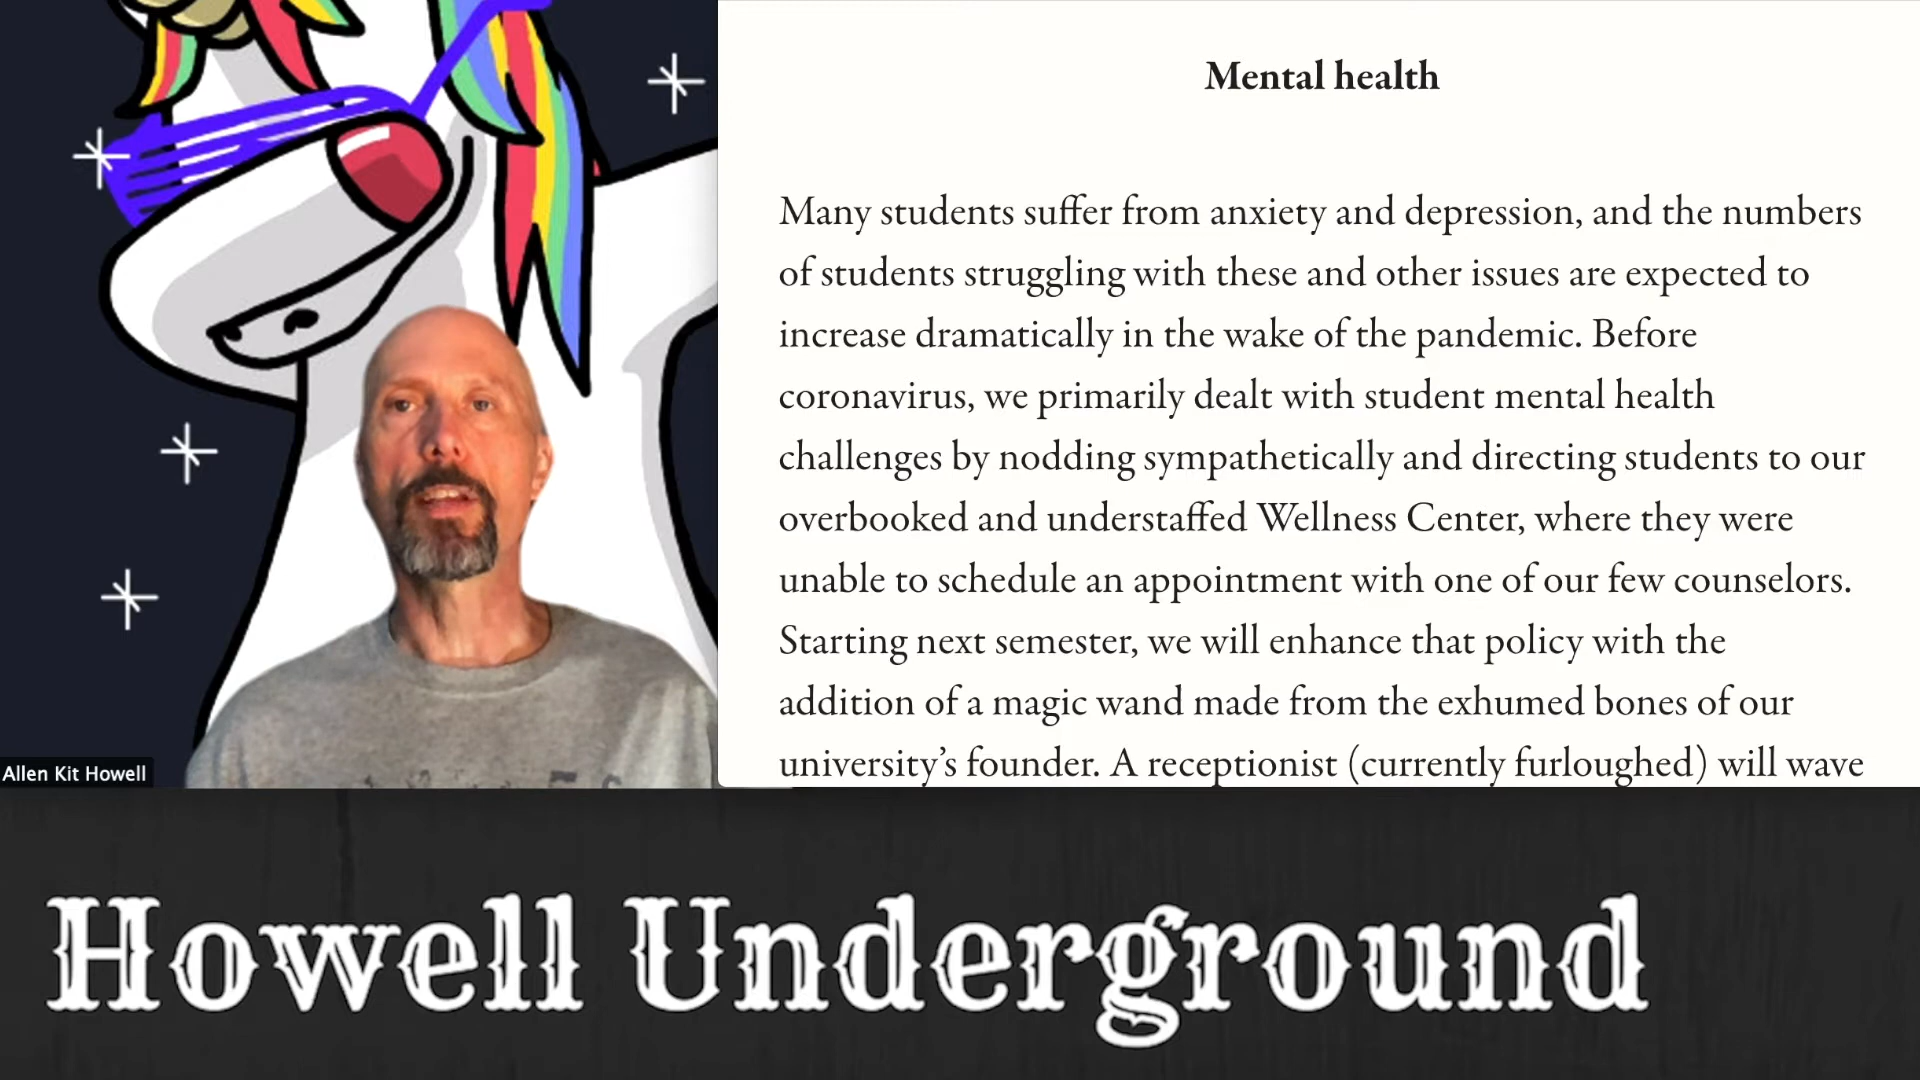 Mental health
Many students suffer from anxiety and depression, and the numbers
of students struggling with these and other issues are expected to
increase dramatically in the wake of the pandemic. Before
coronavirus, we primarily dealt with student mental health
challenges by nodding sympathetically and directing students to our
overbooked and understaffed Wellness Center, where they were
unable to schedule an appointment with one of our few counselors.
Starting next semester, we will enhance that policy with the
addition of a magic wand made from the exhumed bones of our
university’s founder. A receptionist (currently furloughed) will wave
Allen Kit Howell
Howell Underground